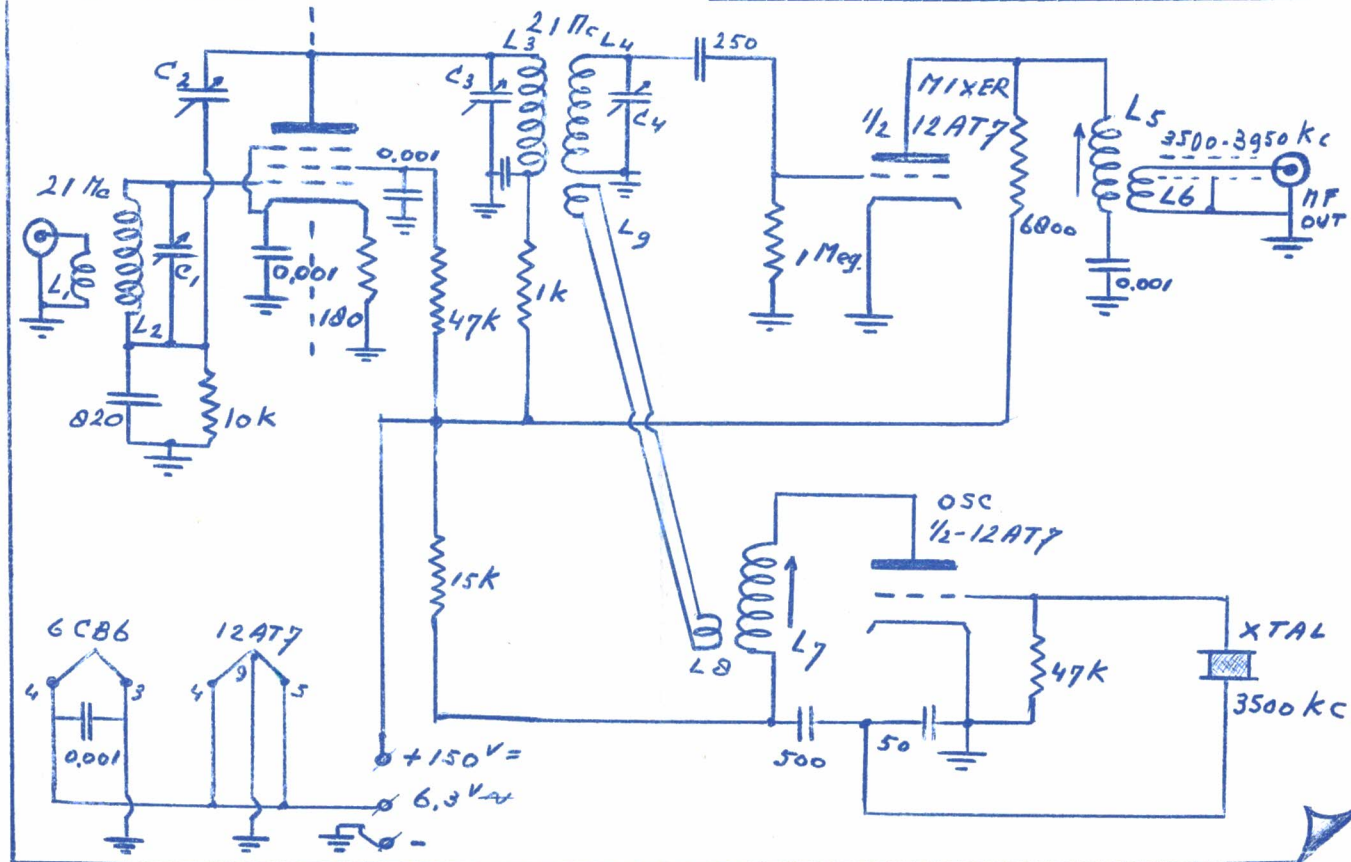 21 Mc
L3
L4
250
C2
C3
C4
MIXER
1/2 12AT7
L5
3500-3950 Kc
0.001
21 Mc
L6
MF
OUT
6800
L9
C1
L1
0.001
1 Meg.
0.001
1k
180
47K
L2
820
10K
OSC
1/2-12AT7
15K
6CB6
12AT7
XTAL
L7
L8
47K
4
3
4
9
5
3500 KC
0.001
+150V=
500
50
6,3V~
-